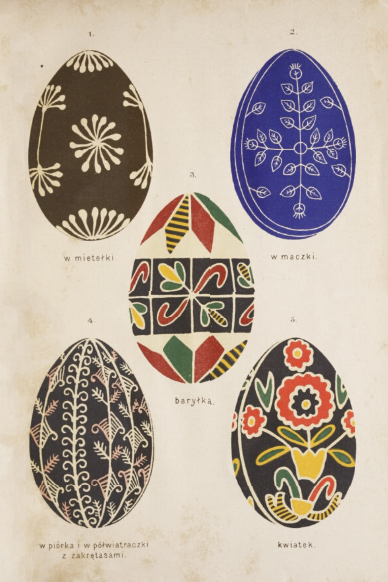 1.
2.
w mietełki
w maczki.
3.
baryłka.
4.
5.
w piórka i w półwiatraczki
z zakrętasami.
kwiatek.